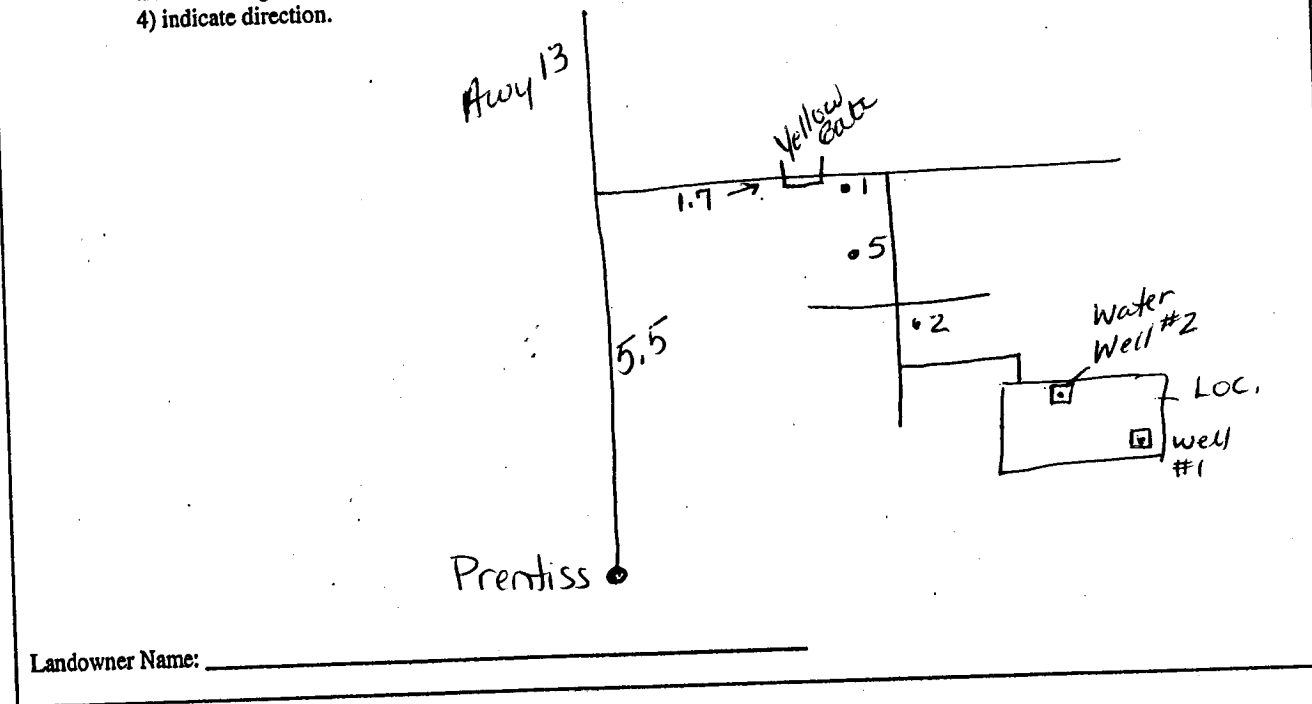 4) indicate direction.
Hwy 13
Yellow
Gate
1.7 →
1
5
5.5
2
Water
Well #2
Loc.
Well
#1
Prentiss
Landowner Name: